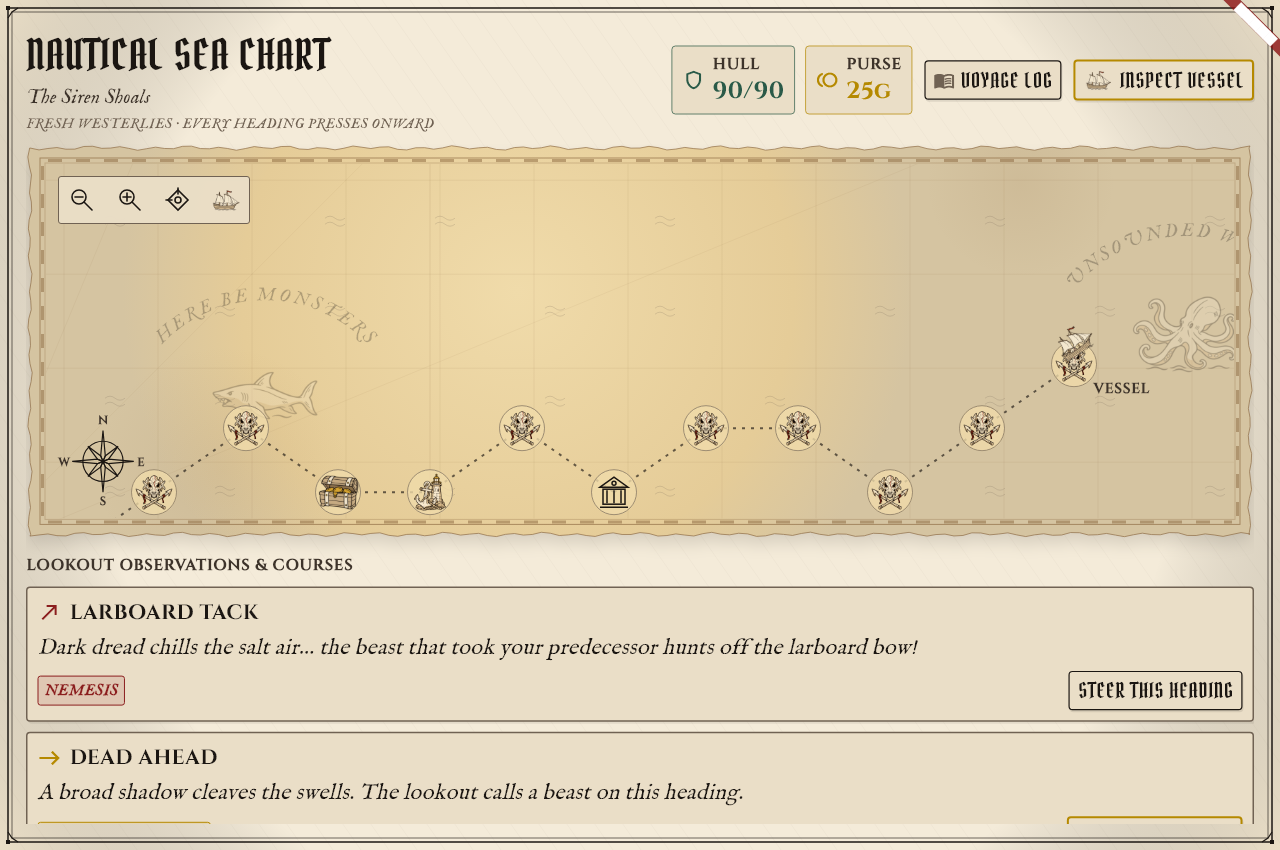 NAUTICAL SEA CHART
The Siren Shoals
FRESH WESTERLIES · EVERY HEADING PRESSES ONWARD
HULL
90/90
PURSE
25G
VOYAGE LOG
INSPECT VESSEL
UNSOUNDED W
HERE BE MONSTERS
VESSEL
N
W
E
S
LOOKOUT OBSERVATIONS & COURSES
LARBOARD TACK
Dark dread chills the salt air... the beast that took your predecessor hunts off the larboard bow!
NEMESIS
STEER THIS HEADING
DEAD AHEAD
A broad shadow cleaves the swells. The lookout calls a beast on this heading.